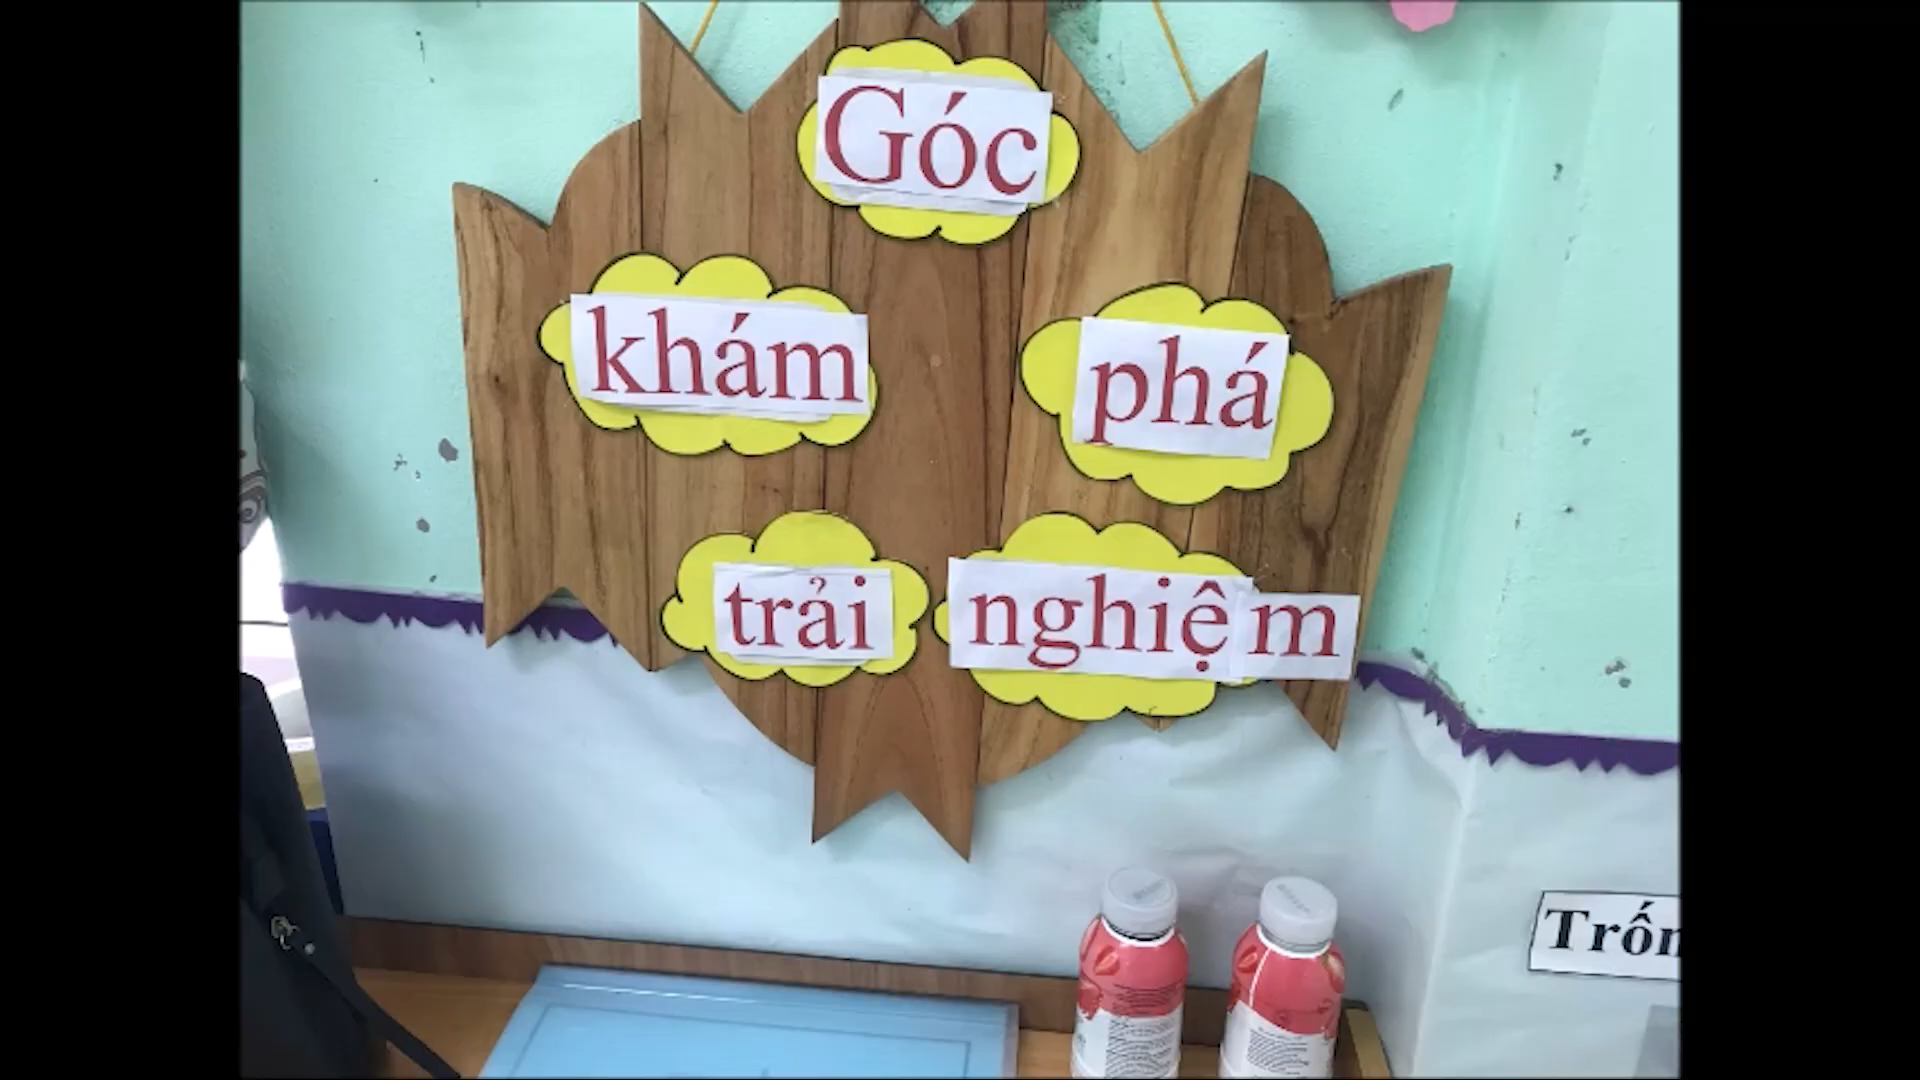 Góc
khám phá
trải nghiệm